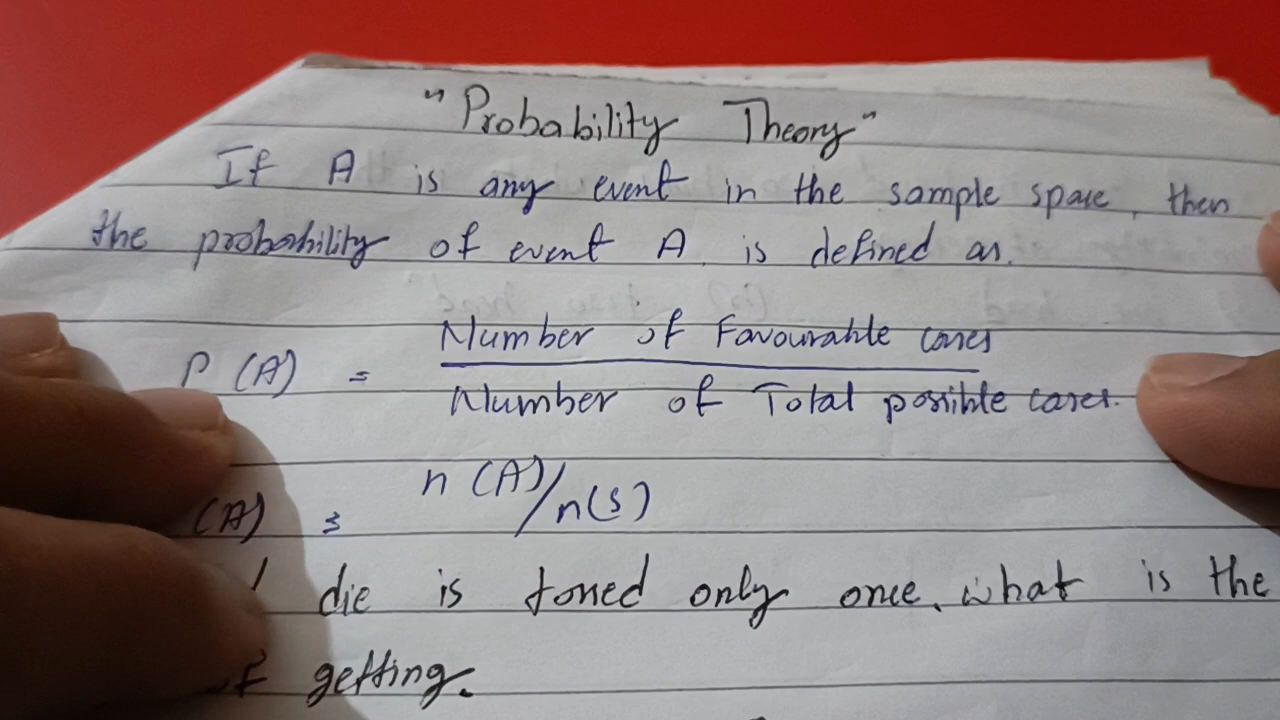 "Probability Theory"
If A is any event in the sample space, then
the probability of event A. is defined as.
Number of Favourable cases
P (A) =
Number of Total possible cases.
(A) = n (A)/n(s)
die is tossed only once. what is the
of getting.